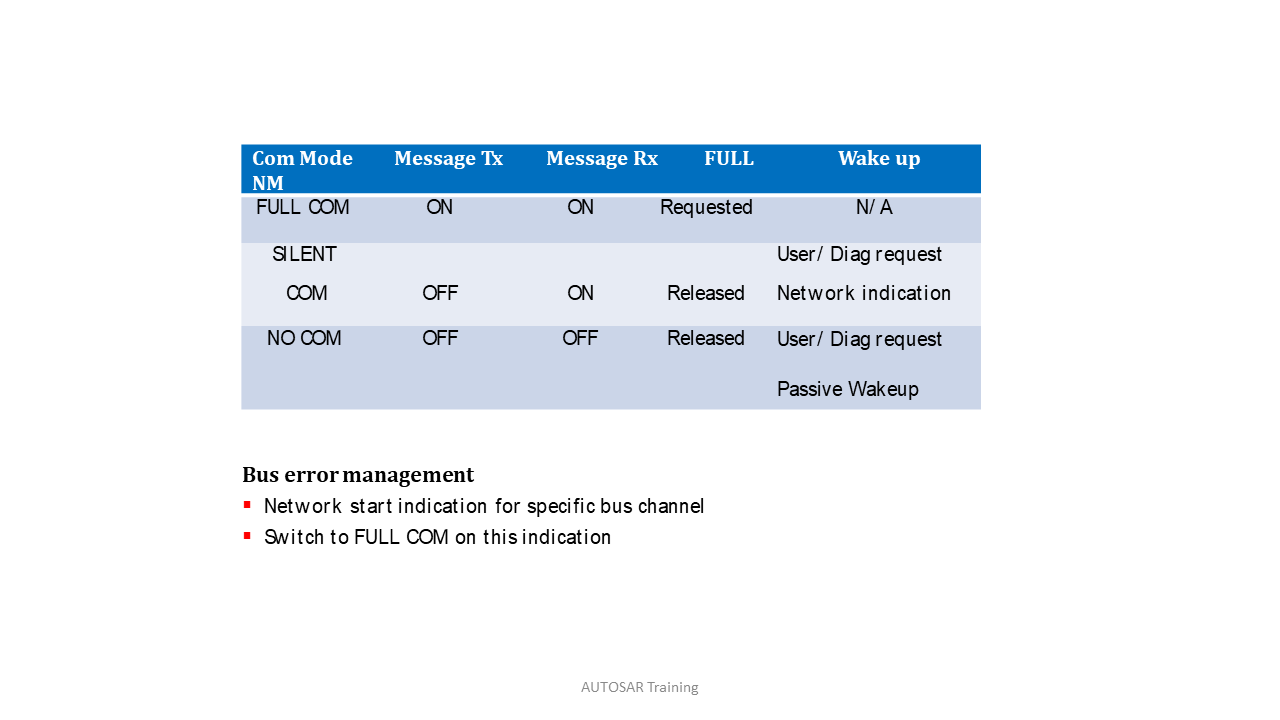 Com Mode Message Tx Message Rx FULL Wake up
NM
FULL COM ON ON Requested N/A
SILENT User/ Diag request
COM OFF ON Released Network indication
NO COM OFF OFF Released User/ Diag request
Passive Wakeup
Bus error management
▪ Network start indication for specific bus channel
▪ Switch to FULL COM on this indication
AUTOSAR Training